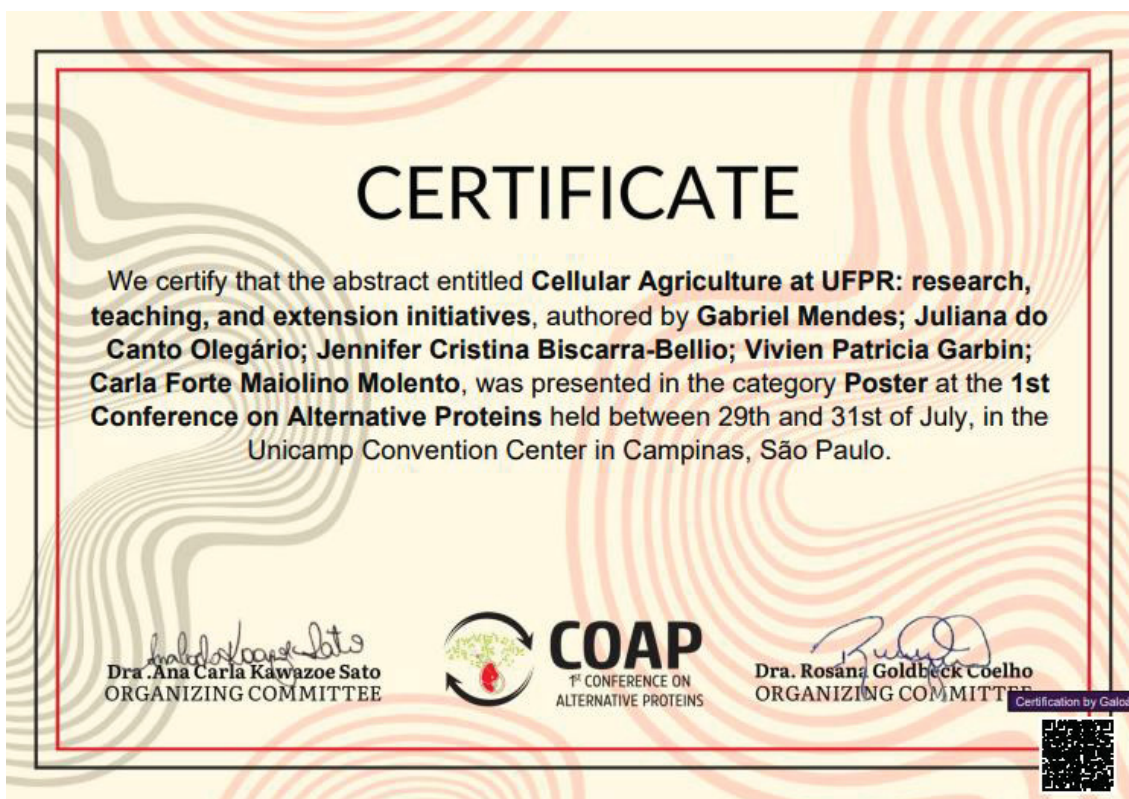 CERTIFICATE
We certify that the abstract entitled Cellular Agriculture at UFPR: research,
teaching, and extension initiatives, authored by Gabriel Mendes; Juliana do
Canto Olegário; Jennifer Cristina Biscarra-Bellio; Vivien Patricia Garbin;
Carla Forte Maiolino Molento, was presented in the category Poster at the 1st
Conference on Alternative Proteins held between 29th and 31st of July, in the
Unicamp Convention Center in Campinas, São Paulo.
Dra .Ana Carla Kawazoe Sato
ORGANIZING COMMITTEE
COAP
1st CONFERENCE ON
ALTERNATIVE PROTEINS
Dra. Rosana Goldbeck Coelho
ORGANIZING COMMITTEE
Certification by